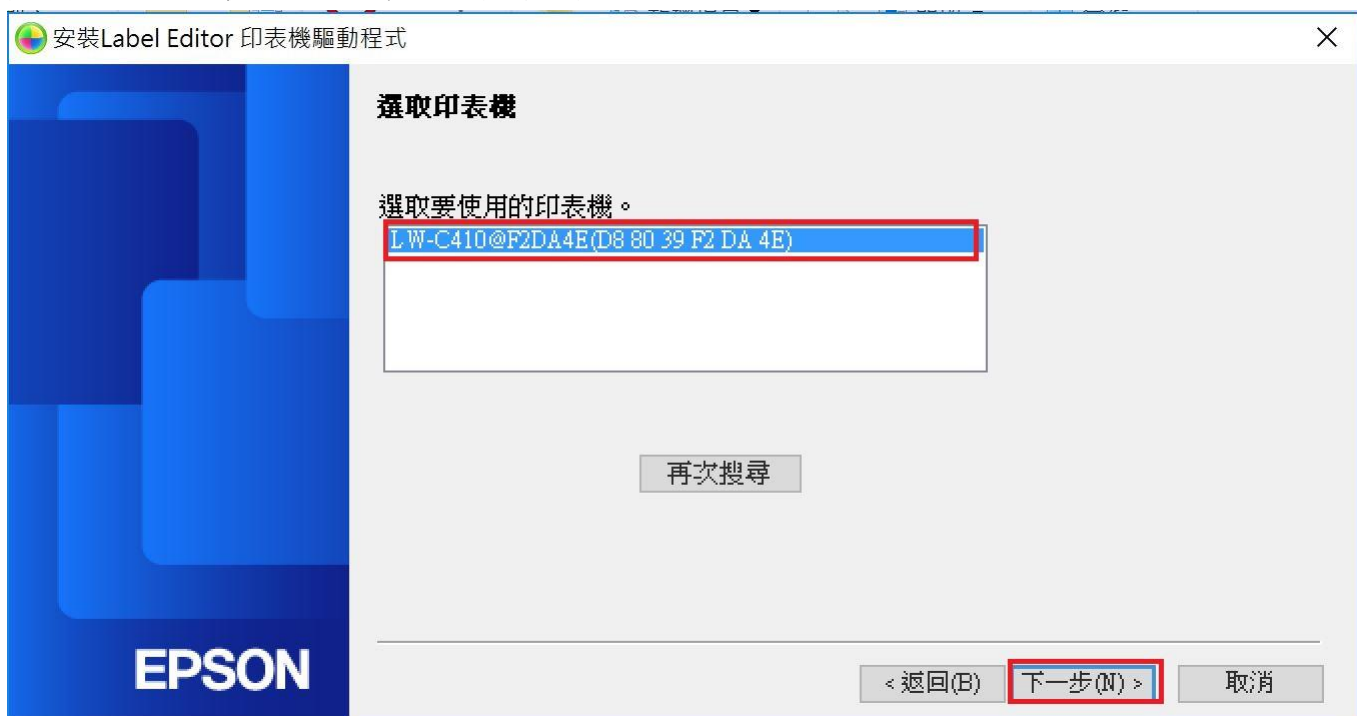 安裝Label Editor 印表機驅動程式
選取印表機
選取要使用的印表機。
LW-C410@F2DA4E(D8 80 39 F2 DA 4E)
再次搜尋
EPSON
<返回(B)
下一步(N) >
取消